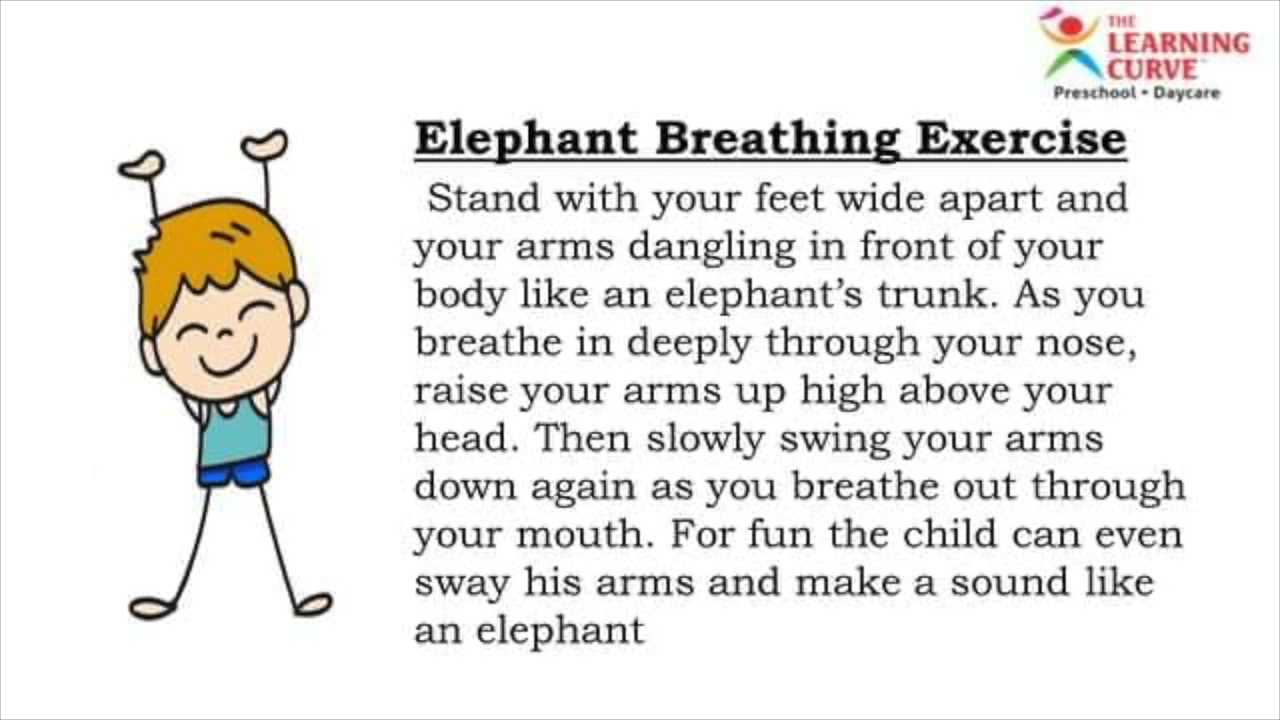 THE
LEARNING
CURVE
Preschool • Daycare
Elephant Breathing Exercise
Stand with your feet wide apart and
your arms dangling in front of your
body like an elephant’s trunk. As you
breathe in deeply through your nose,
raise your arms up high above your
head. Then slowly swing your arms
down again as you breathe out through
your mouth. For fun the child can even
sway his arms and make a sound like
an elephant